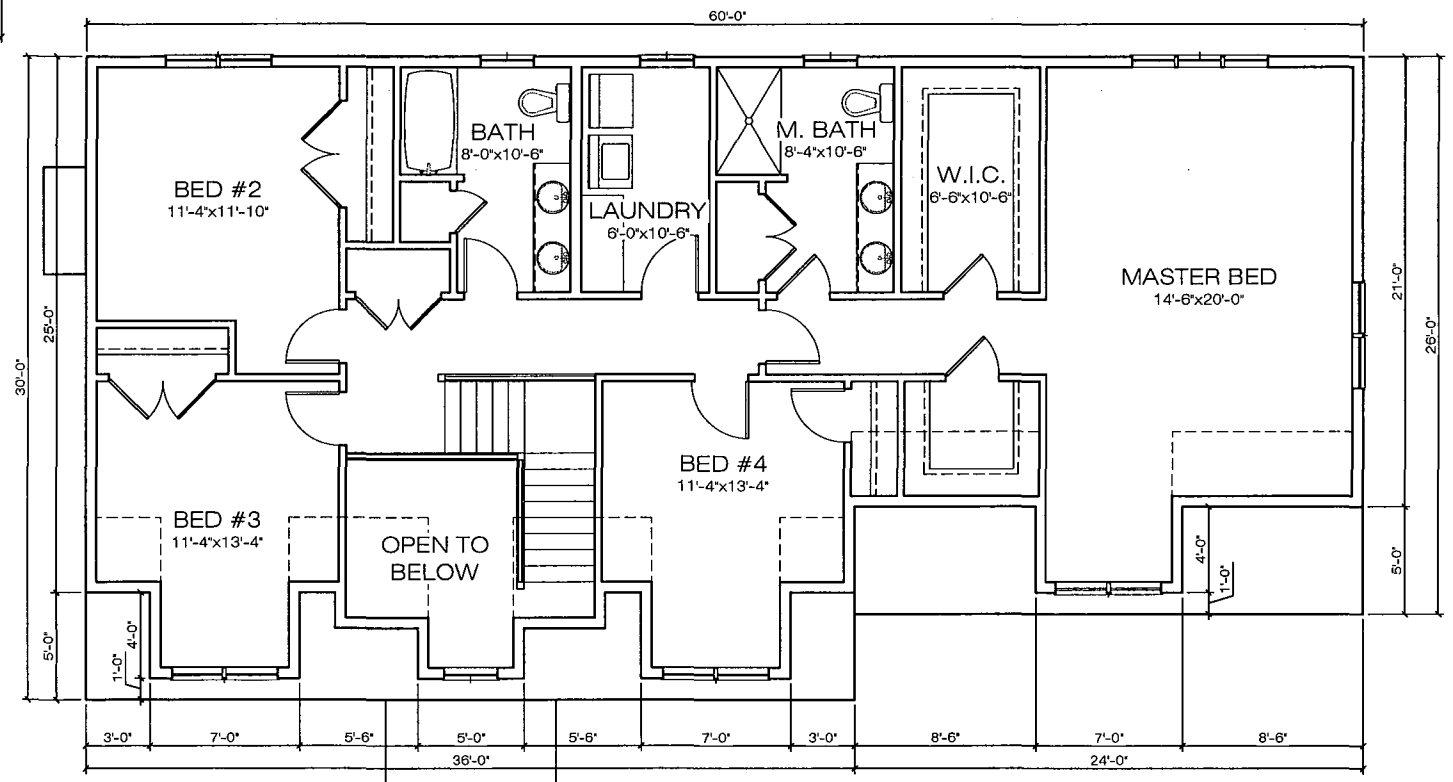 60'-0"
BATH
8'-0"x10'-6"
M. BATH
8'-4"x10'-6"
W.I.C.
6'-6"x10'-6"
BED #2
11'-4"x11'-10"
LAUNDRY
6'-0"x10'-6"
MASTER BED
14'-6"x20'-0"
21'-0"
26'-0"
25'-0"
30'-0"
BED #4
11'-4"x13'-4"
BED #3
11'-4"x13'-4"
OPEN TO
BELOW
4'-0"
1'-0"
5'-0"
5'-0"
4'-0"
1'-0"
3'-0"
7'-0"
5'-6"
5'-0"
5'-6"
7'-0"
3'-0"
8'-6"
7'-0"
8'-6"
36'-0"
24'-0"